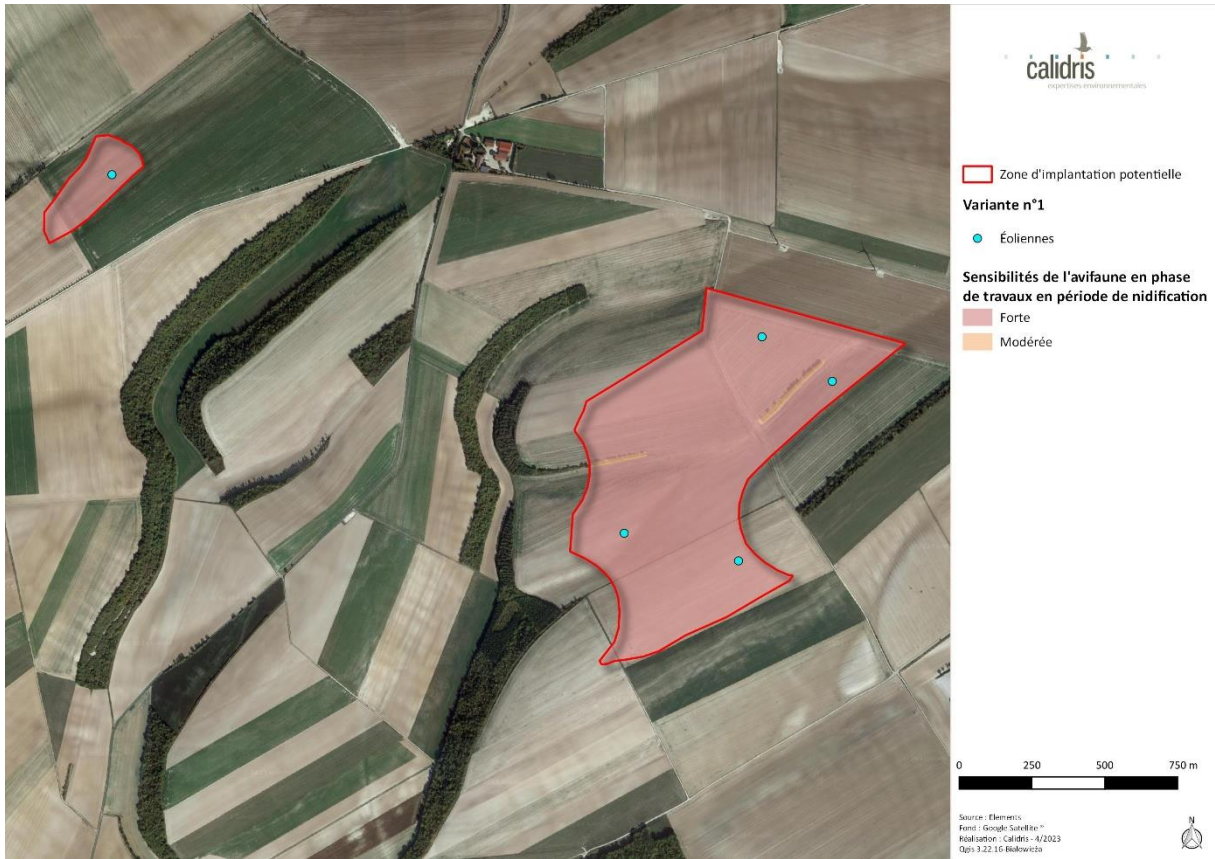 calidris
expertises environnementales
Zone d'implantation potentielle
Variante n°1
Éoliennes
Sensibilités de l'avifaune en phase
de travaux en période de nidification
Forte
Modérée
0 250 500 750 m
Source : Elements
Fond : Google Satellite ™
Réalisation : Calidris - 4/2023
Qgis 3.22.16-Białowieża
N